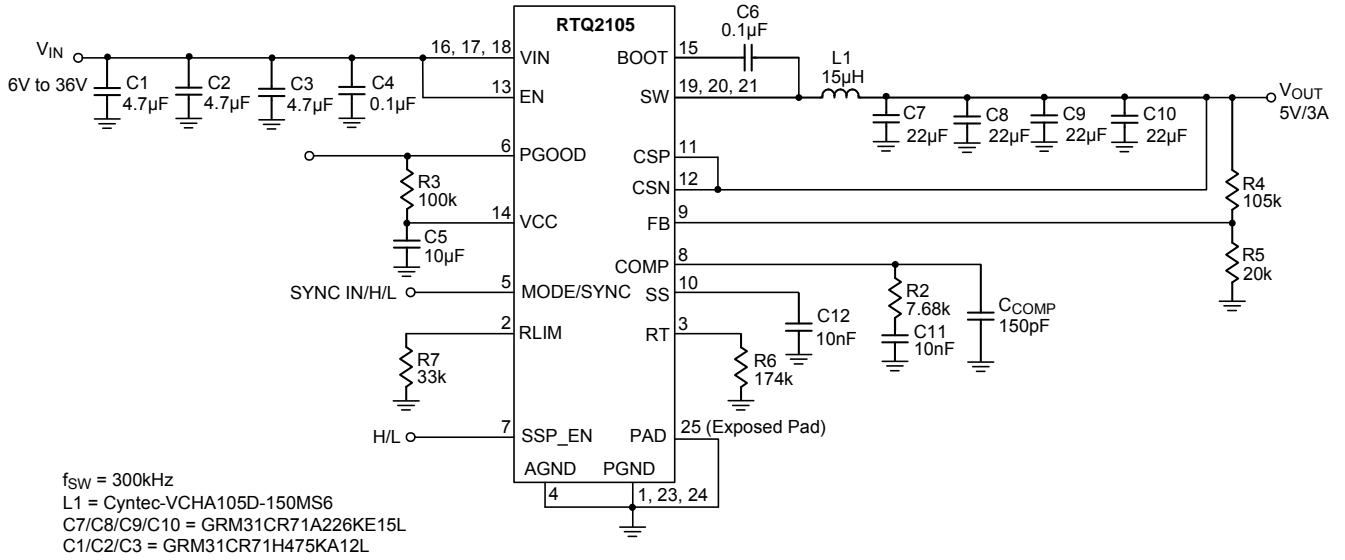 RTQ2105
VIN
6V to 36V
C1
4.7µF
C2
4.7µF
C3
4.7µF
C4
0.1µF
16, 17, 18
VIN
13
EN
6
PGOOD
R3
100k
14
VCC
C5
10µF
SYNC IN/H/L
5
MODE/SYNC
2
RLIM
R7
33k
H/L
7
SSP_EN
AGND
4
PGND
1, 23, 24
PAD
25 (Exposed Pad)
BOOT
15
C6
0.1µF
SW
19, 20, 21
L1
15µH
C7
22µF
C8
22µF
C9
22µF
C10
22µF
VOUT
5V/3A
CSP
11
CSN
12
FB
9
R4
105k
R5
20k
COMP
8
R2
7.68k
C11
10nF
CCOMP
150pF
SS
10
C12
10nF
RT
3
R6
174k
fSW = 300kHz
L1 = Cyntec-VCHA105D-150MS6
C7/C8/C9/C10 = GRM31CR71A226KE15L
C1/C2/C3 = GRM31CR71H475KA12L